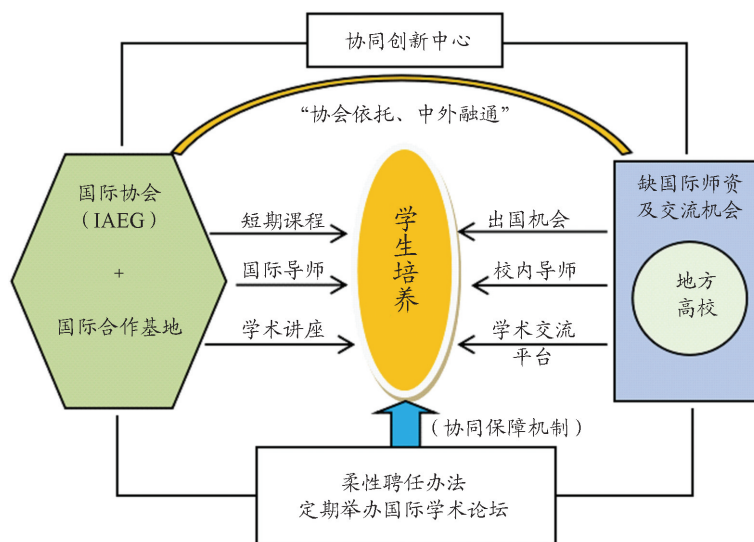 协同创新中心
“协会依托、中外融通”
国际协会
（IAEG）
+
国际合作基地
短期课程
国际导师
学术讲座
学生培养
出国机会
校内导师
学术交流
平台
缺国际师资
及交流机会
地方
高校
（协同保障机制）
柔性聘任办法
定期举办国际学术论坛